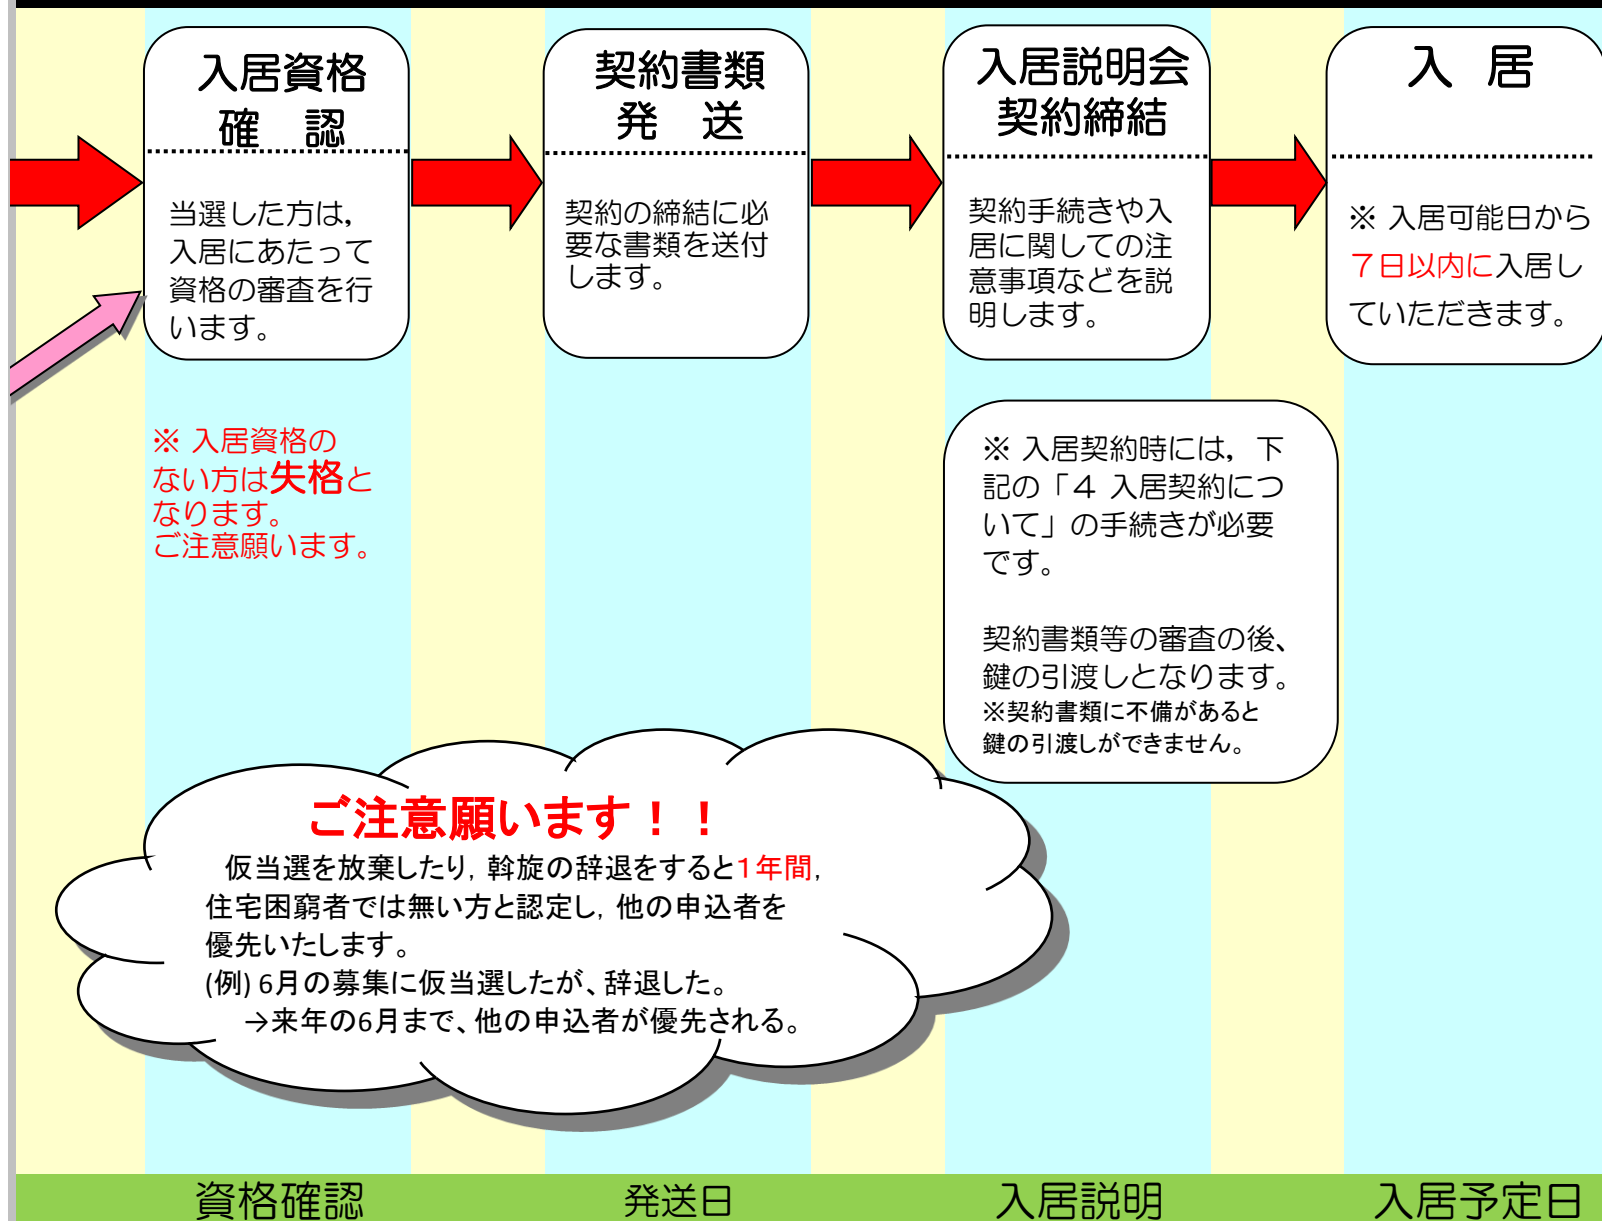 入居資格
確　認
当選した方は，
入居にあたって
資格の審査を行
います。
※ 入居資格の
ない方は失格と
なります。
ご注意願います。
契約書類
発　送
契約の締結に必
要な書類を送付
します。
入居説明会
契約締結
契約手続きや入
居に関しての注
意事項などを説
明します。
※ 入居契約時には，下
記の「４ 入居契約につ
いて」の手続きが必要
です。
契約書類等の審査の後、
鍵の引渡しとなります。
※契約書類に不備があると
鍵の引渡しができません。
入　居
※ 入居可能日から
７日以内に入居し
ていただきます。
ご注意願います！！
仮当選を放棄したり，斡旋の辞退をすると１年間，
住宅困窮者では無い方と認定し，他の申込者を
優先いたします。
(例) 6月の募集に仮当選したが、辞退した。
→来年の6月まで、他の申込者が優先される。
資格確認
発送日
入居説明
入居予定日